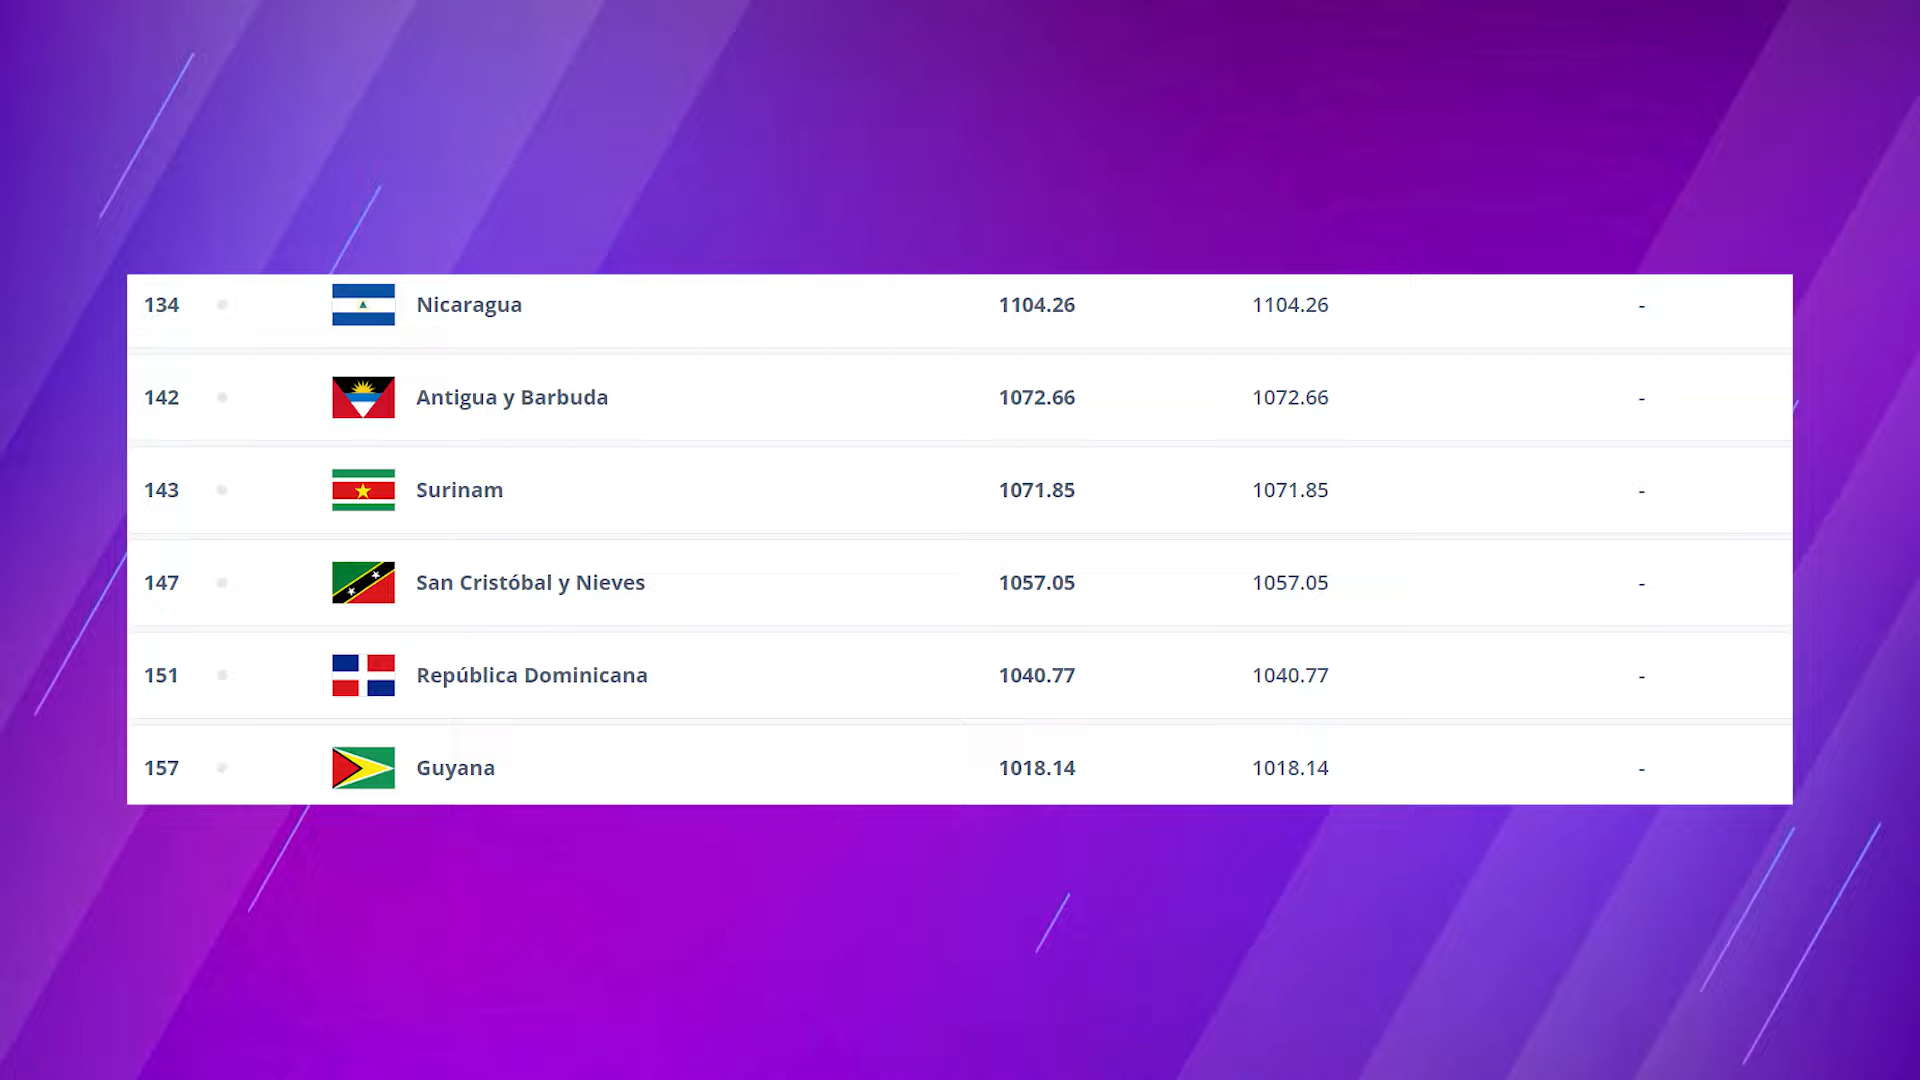 134 Nicaragua 1104.26 1104.26 -
142 Antigua y Barbuda 1072.66 1072.66 -
143 Surinam 1071.85 1071.85 -
147 San Cristóbal y Nieves 1057.05 1057.05 -
151 República Dominicana 1040.77 1040.77 -
157 Guyana 1018.14 1018.14 -